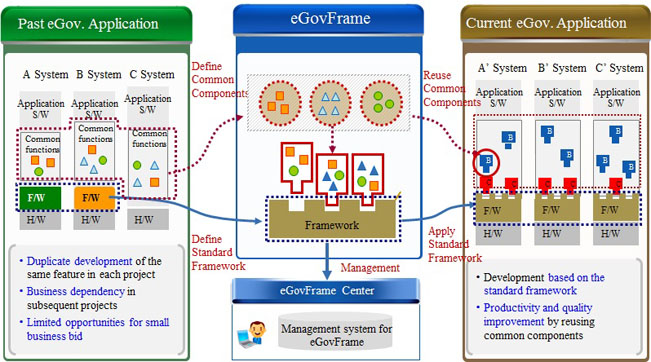 Past eGov. Application
A System
B System
C System
Application
S/W
Application
S/W
Application
S/W
Common
functions
Common
functions
Common
functions
F/W
F/W
H/W
H/W
H/W
• Duplicate development of the
same feature in each project
• Business dependency in
subsequent projects
• Limited opportunities for small
business bid
Define
Common
Components
Define
Standard
Framework
eGovFrame
Framework
Management
eGovFrame Center
Management system for
eGovFrame
Reuse
Common
Components
Apply
Standard
Framework
Current eGov. Application
A’ System
B’ System
C’ System
Application
S/W
Application
S/W
Application
S/W
B
B
B
B
B
B
B
F/W
F/W
F/W
H/W
H/W
H/W
• Development based on the
standard framework
• Productivity and quality
improvement by reusing
common components